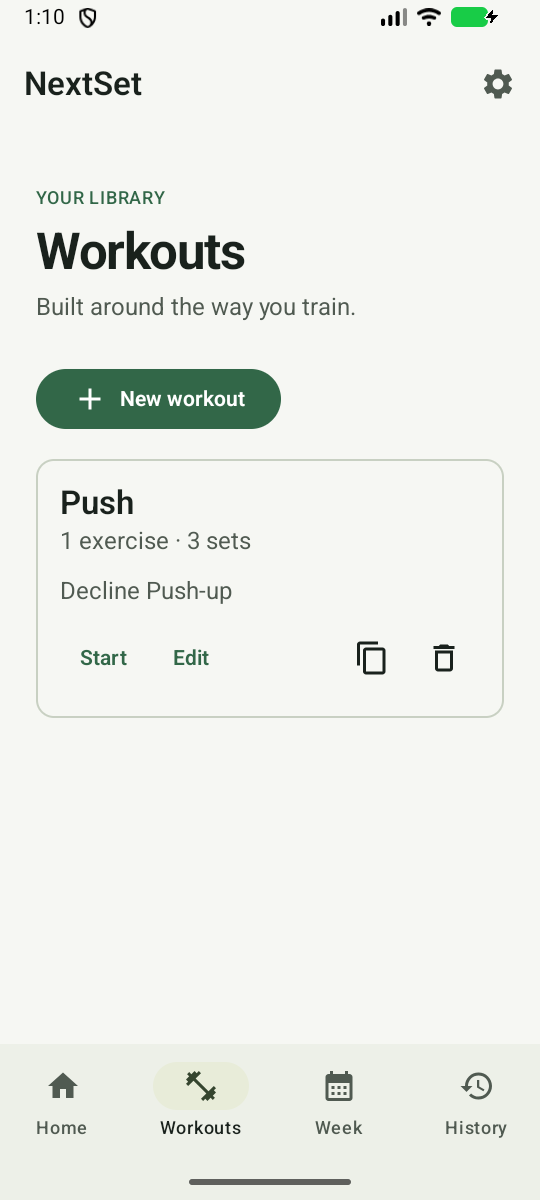 1:10
NextSet
YOUR LIBRARY
Workouts
Built around the way you train.
New workout
Push
1 exercise · 3 sets
Decline Push-up
Start Edit
Home Workouts Week History